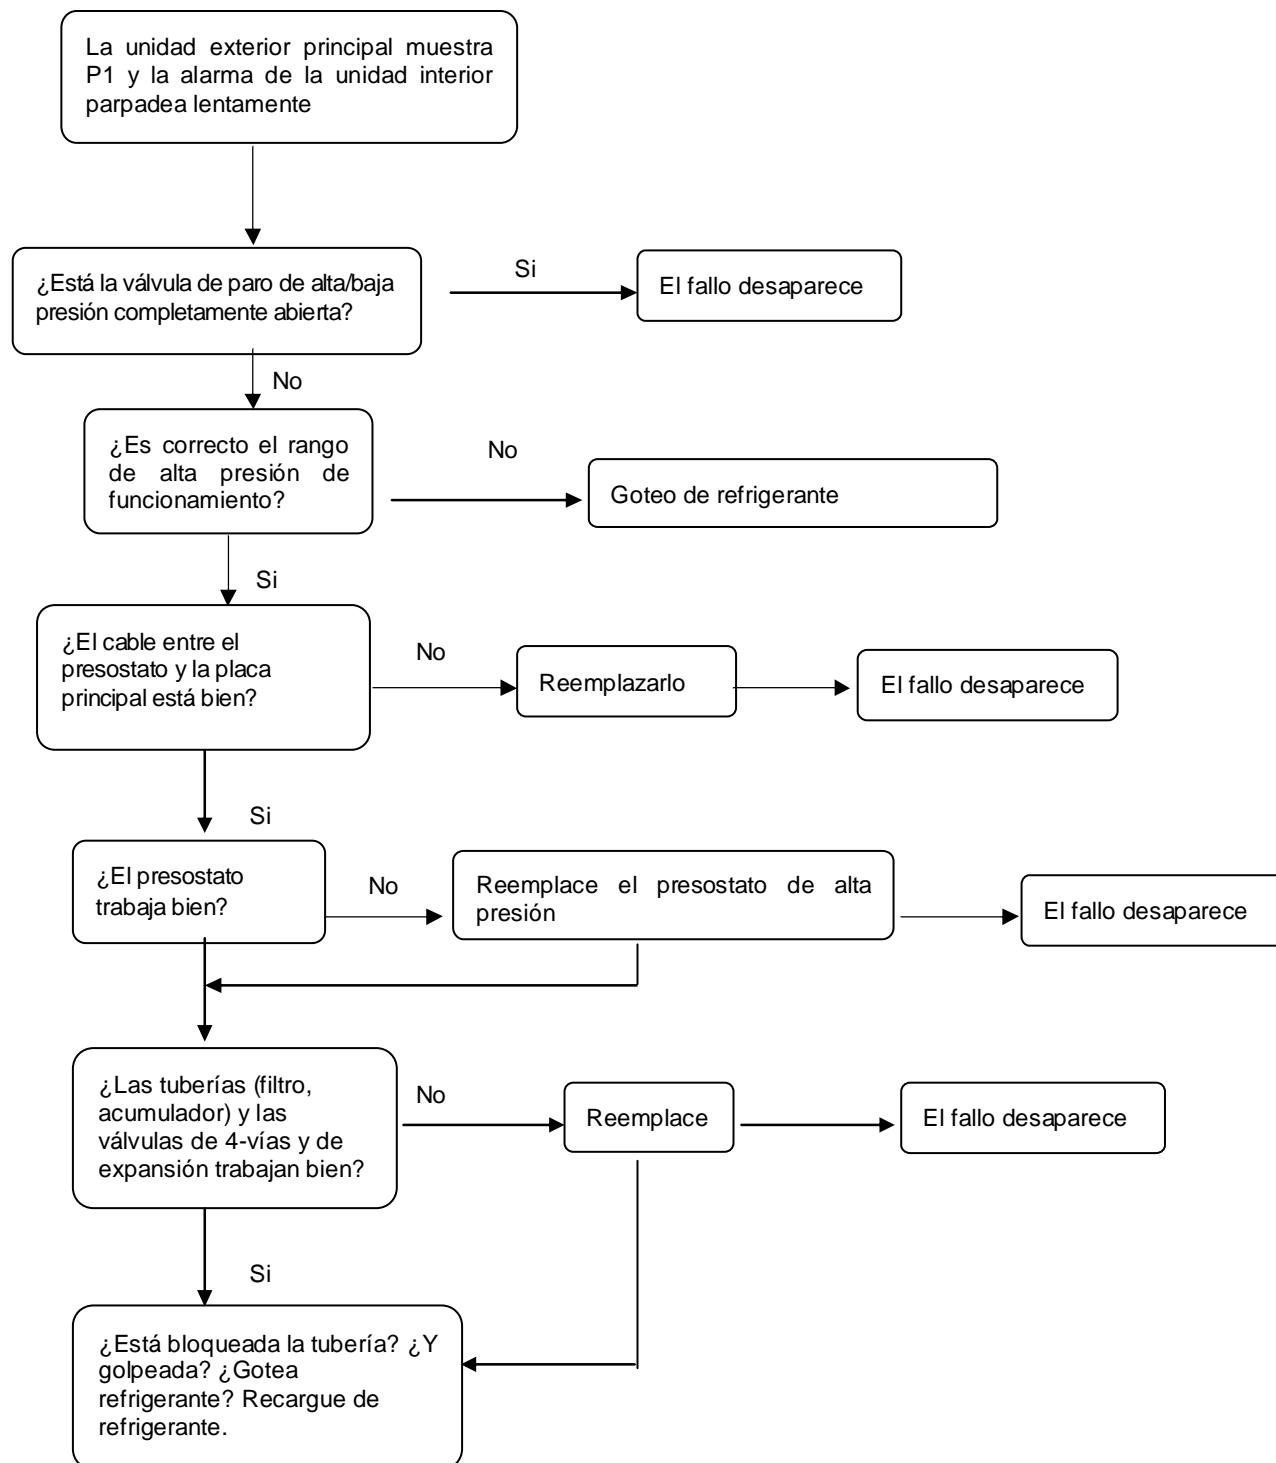 La unidad exterior principal muestra
P1 y la alarma de la unidad interior
parpadea lentamente
¿Está la válvula de paro de alta/baja
presión completamente abierta?
Si
El fallo desaparece
No
¿Es correcto el rango
de alta presión de
funcionamiento?
No
Goteo de refrigerante
Si
¿El cable entre el
presostato y la placa
principal está bien?
No
Reemplazarlo
El fallo desaparece
Si
¿El presostato
trabaja bien?
No
Reemplace el presostato de alta
presión
El fallo desaparece
¿Las tuberías (filtro,
acumulador) y las
válvulas de 4-vías y de
expansión trabajan bien?
No
Reemplace
El fallo desaparece
Si
¿Está bloqueada la tubería? ¿Y
golpeada? ¿Gotea
refrigerante? Recargue de
refrigerante.